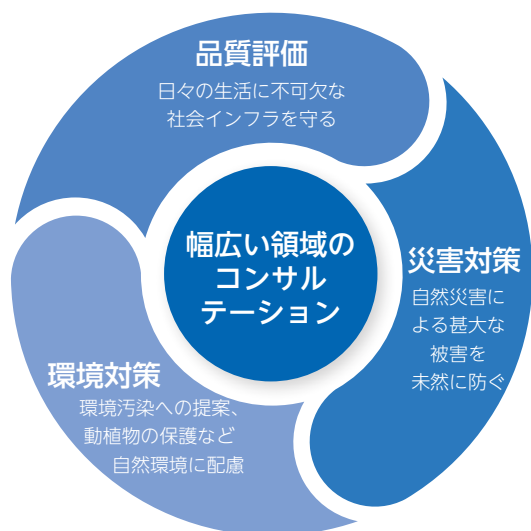 品質評価
日々の生活に不可欠な
社会インフラを守る
幅広い領域の
コンサル
テーション
災害対策
自然災害に
よる甚大な
被害を
未然に防ぐ
環境対策
環境汚染への提案、
動植物の保護など
自然環境に配慮